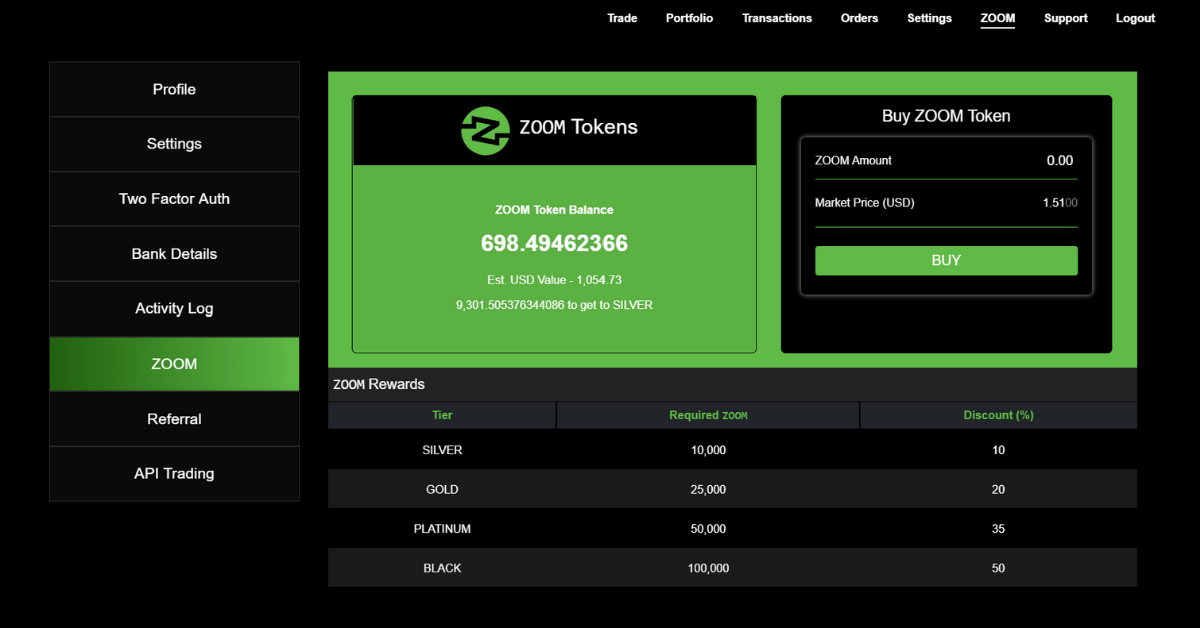 Trade Portfolio Transactions Orders Settings ZOOM Support Logout
Profile
Settings
Two Factor Auth
Bank Details
Activity Log
ZOOM
Referral
API Trading
ZOOM Tokens
ZOOM Token Balance
698.49462366
Est. USD Value - 1,054.73
9,301.505376344086 to get to SILVER
Buy ZOOM Token
ZOOM Amount 0.00
Market Price (USD) 1.5100
BUY
ZOOM Rewards
Tier Required ZOOM Discount (%)
SILVER 10,000 10
GOLD 25,000 20
PLATINUM 50,000 35
BLACK 100,000 50